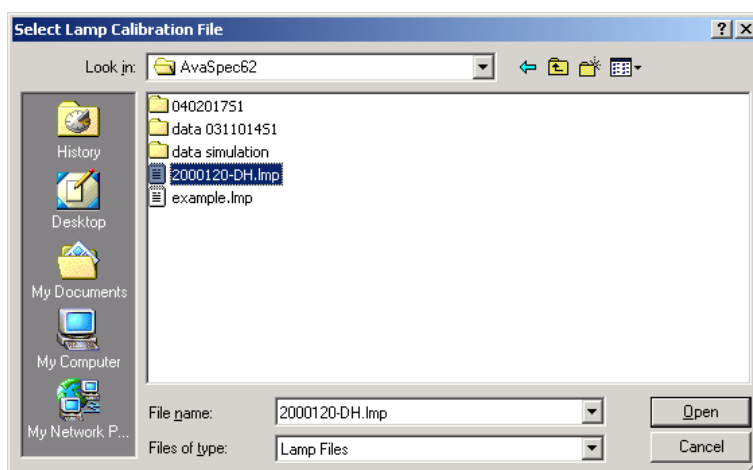 Select Lamp Calibration File
Look in: AvaSpec62
040201751
data 031101451
data simulation
2000120-DH.lmp
example.lmp
History
Desktop
My Documents
My Computer
My Network P...
File name: 2000120-DH.lmp
Open
Files of type: Lamp Files
Cancel